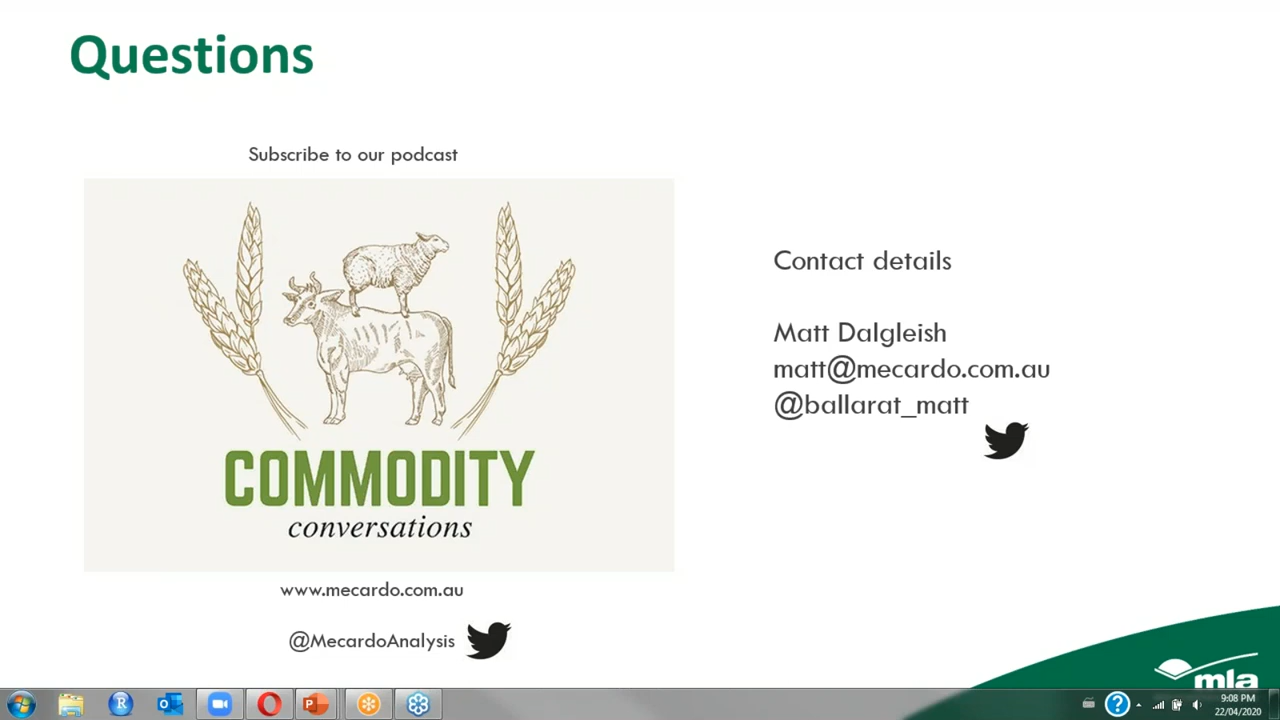 Questions
Subscribe to our podcast
COMMODITY
conversations
www.mecardo.com.au
@MecardoAnalysis
Contact details
Matt Dalgleish
matt@mecardo.com.au
@ballarat_matt
mla
9:08 PM
22/04/2020